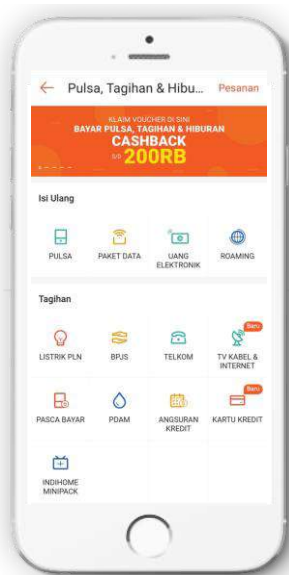 Pulsa, Tagihan & Hibu...
Pesanan
KLAIM VOUCHER DI SINI
BAYAR PULSA, TAGIHAN & HIBURAN
CASHBACK
S/D 200RB
Isi Ulang
PULSA
PAKET DATA
UANG
ELEKTRONIK
ROAMING
Tagihan
LISTRIK PLN
BPJS
TELKOM
Baru
TV KABEL &
INTERNET
PASCA BAYAR
PDAM
ANGSURAN
KREDIT
Baru
KARTU KREDIT
INDIHOME
MINIPACK